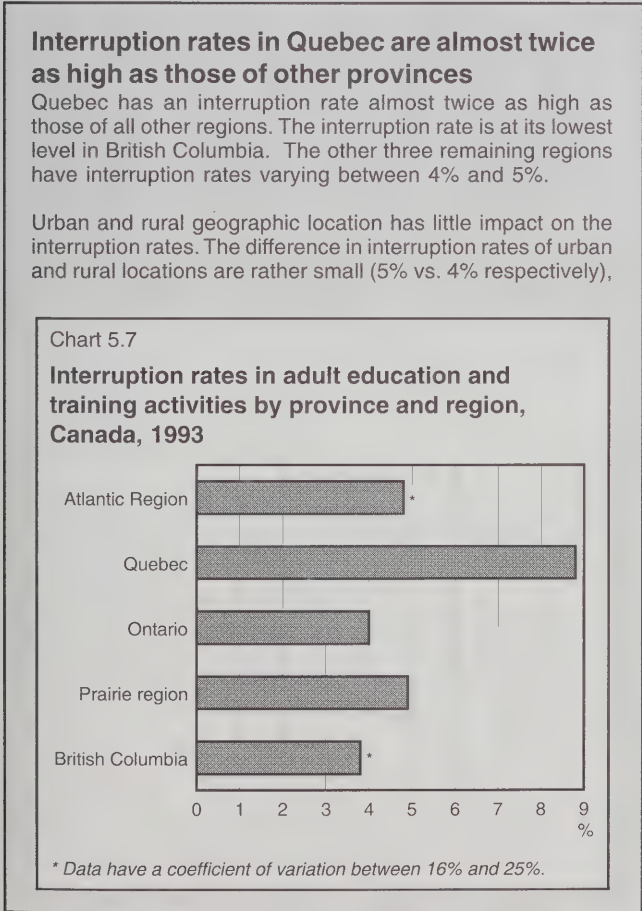 Interruption rates in Quebec are almost twice
as high as those of other provinces
Quebec has an interruption rate almost twice as high as
those of all other regions. The interruption rate is at its lowest
level in British Columbia. The other three remaining regions
have interruption rates varying between 4% and 5%.
Urban and rural geographic location has little impact on the
interruption rates. The difference in interruption rates of urban
and rural locations are rather small (5% vs. 4% respectively),
Chart 5.7
Interruption rates in adult education and
training activities by province and region,
Canada, 1993
Atlantic Region *
Quebec
Ontario
Prairie region
British Columbia *
0 1 2 3 4 5 6 7 8 9
%
* Data have a coefficient of variation between 16% and 25%.